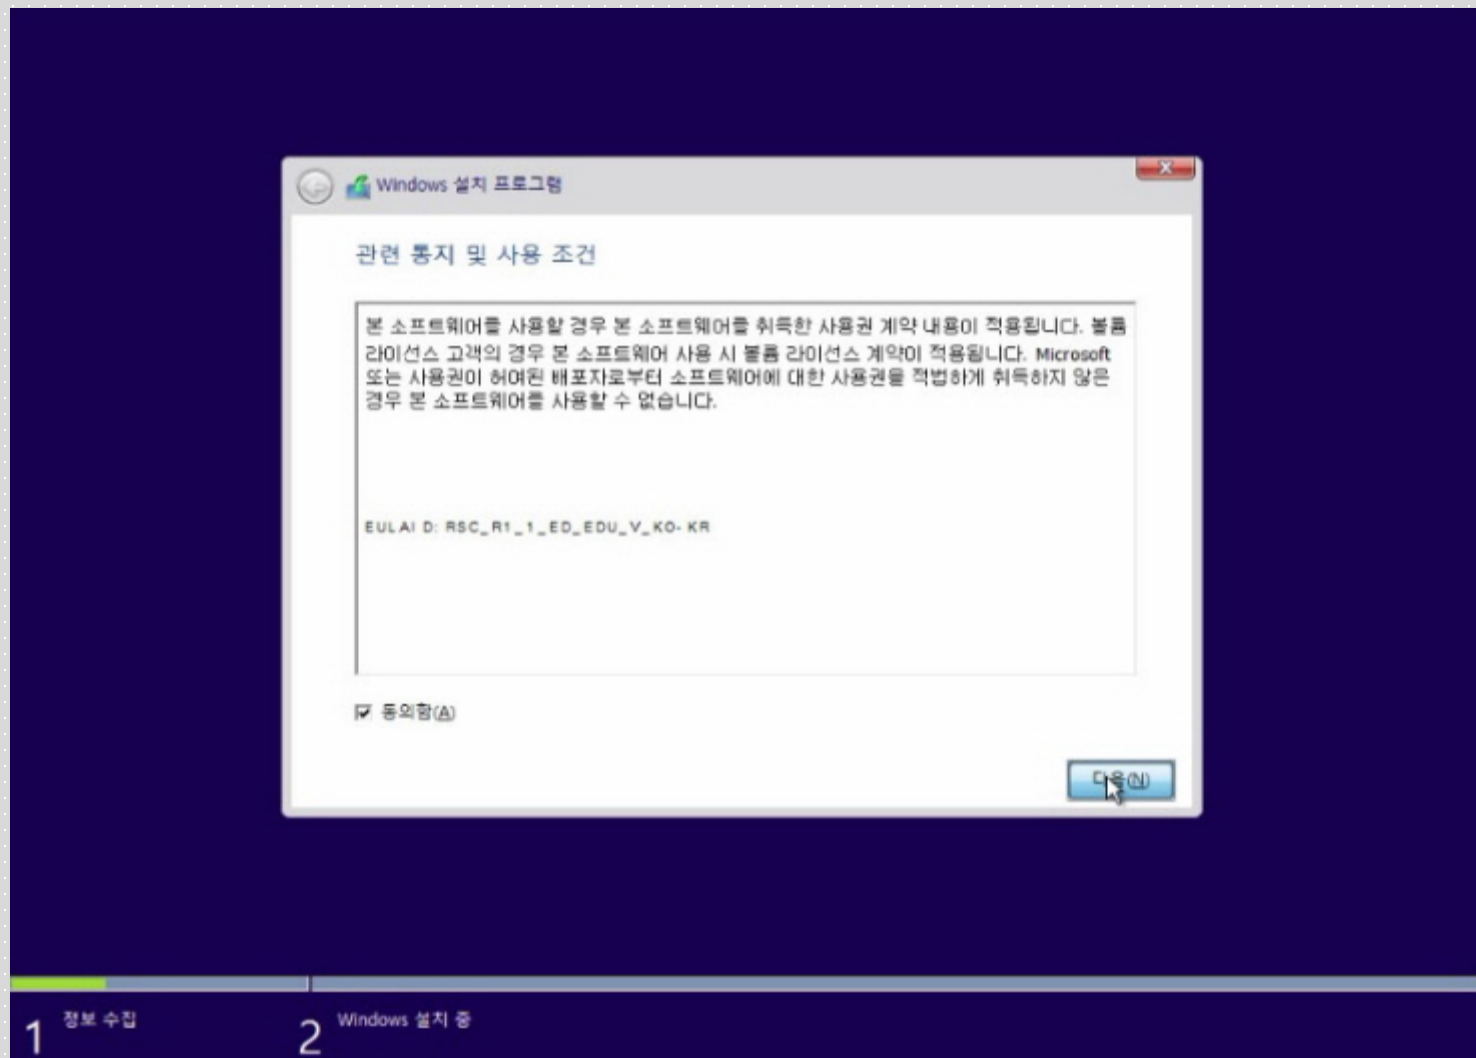 Windows 설치 프로그램
관련 통지 및 사용 조건
본 소프트웨어를 사용할 경우 본 소프트웨어를 취득한 사용권 계약 내용이 적용됩니다. 볼륨
라이선스 고객의 경우 본 소프트웨어 사용 시 볼륨 라이선스 계약이 적용됩니다. Microsoft
또는 사용권이 허여된 배포자로부터 소프트웨어에 대한 사용권을 적법하게 취득하지 않은
경우 본 소프트웨어를 사용할 수 없습니다.
EULAI D: RSC_R1_1_ED_EDU_V_KO- KR
동의함(A)
다음(N)
1 정보 수집
2 Windows 설치 중